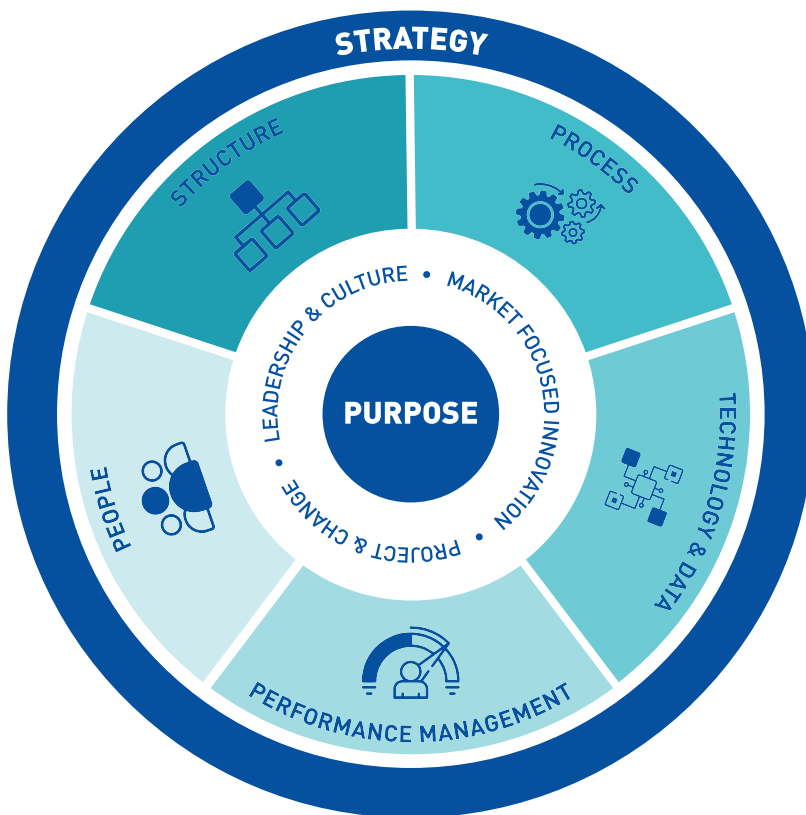 STRATEGY
STRUCTURE
PROCESS
TECHNOLOGY & DATA
PERFORMANCE MANAGEMENT
PEOPLE
LEADERSHIP & CULTURE • MARKET FOCUSED INNOVATION • PROJECT & CHANGE •
PURPOSE